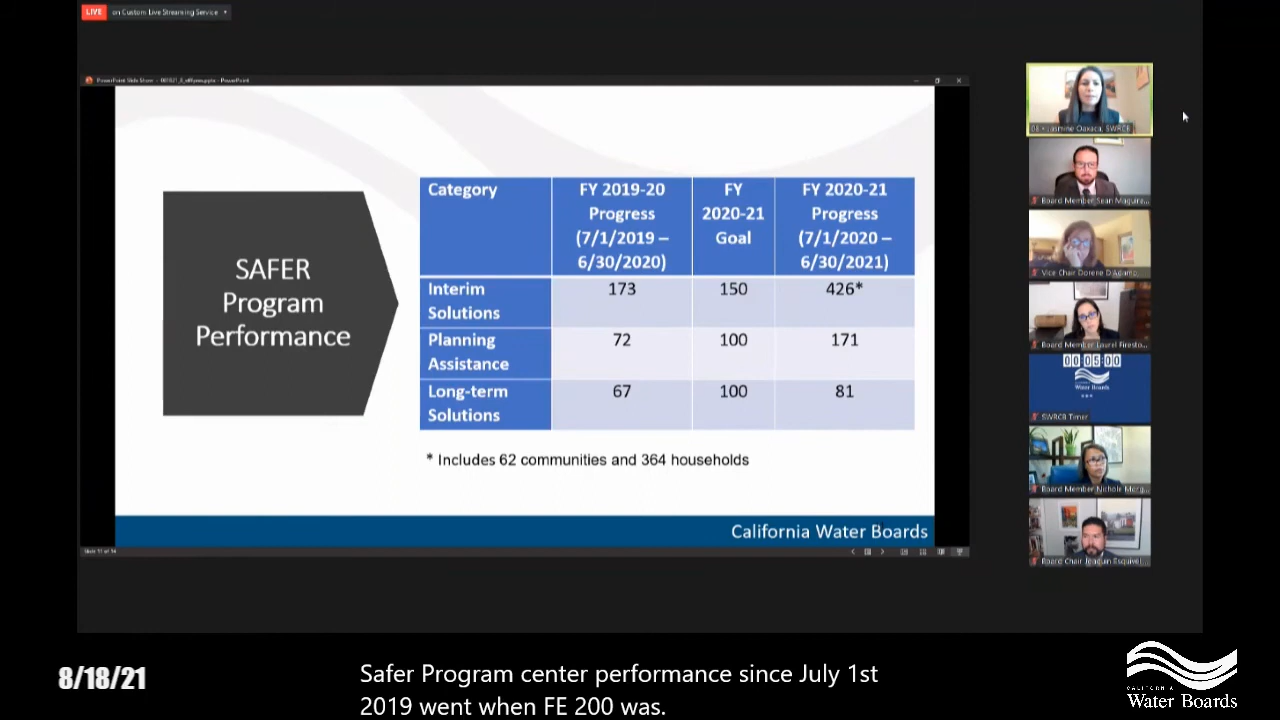 LIVE on Custom Live Streaming Service
PowerPoint Slide Show - - PowerPoint
SAFER
Program
Performance
Category
FY 2019-20
Progress
(7/1/2019 –
6/30/2020)
FY
2020-21
Goal
FY 2020-21
Progress
(7/1/2020 –
6/30/2021)
Interim
Solutions
173
150
426*
Planning
Assistance
72
100
171
Long-term
Solutions
67
100
81
* Includes 62 communities and 364 households
California Water Boards
Jasmine Oaxaca, SWRCB
Board Member Sean Maguire...
Vice Chair Dorene D'Adamo,
Board Member Laurel Firesto...
00:05:00
Water Boards
SWRCB Timer
Board Member Nichole Morg...
Board Chair Joaquin Esquivel,
8/18/21
Safer Program center performance since July 1st
2019 went when FE 200 was.
CALIFORNIA
Water Boards